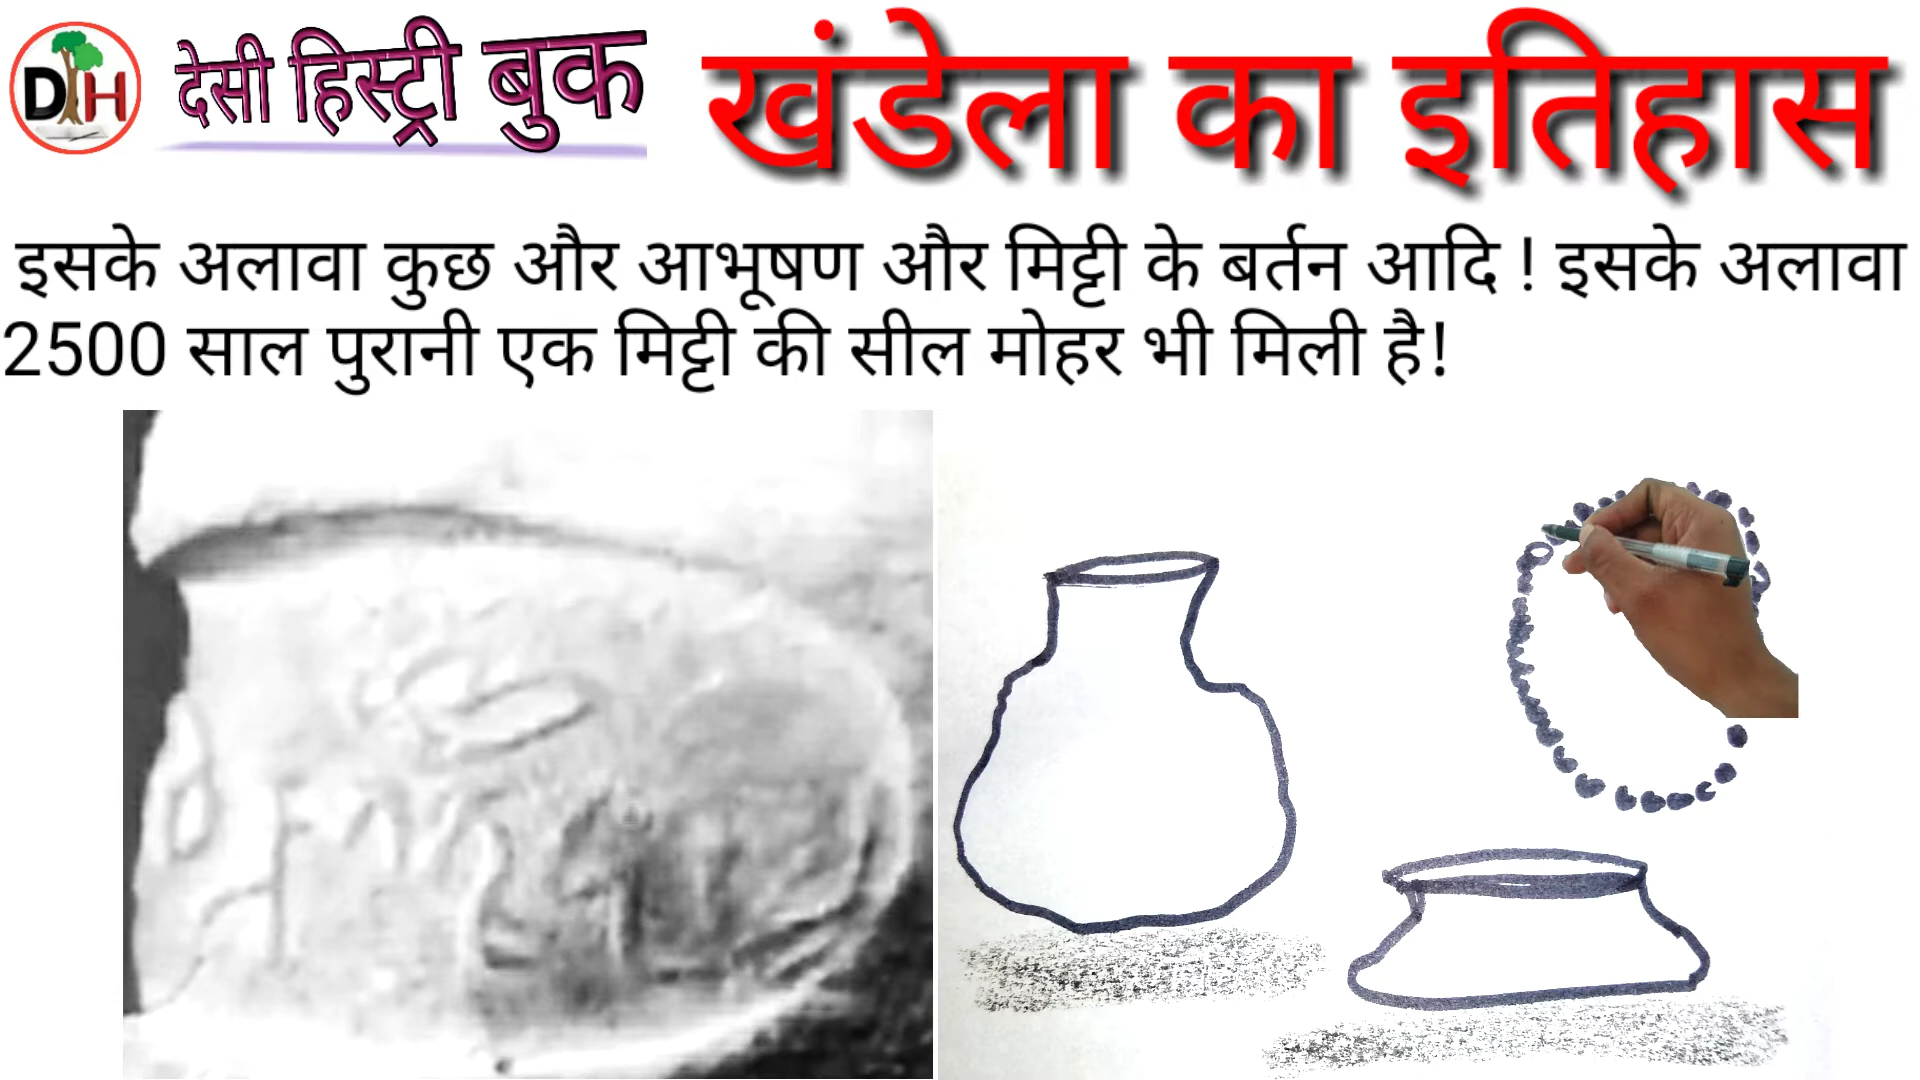 DH
देसी हिस्ट्री बुक
खंडेला का इतिहास
इसके अलावा कुछ और आभूषण और मिट्टी के बर्तन आदि ! इसके अलावा
2500 साल पुरानी एक मिट्टी की सील मोहर भी मिली है!